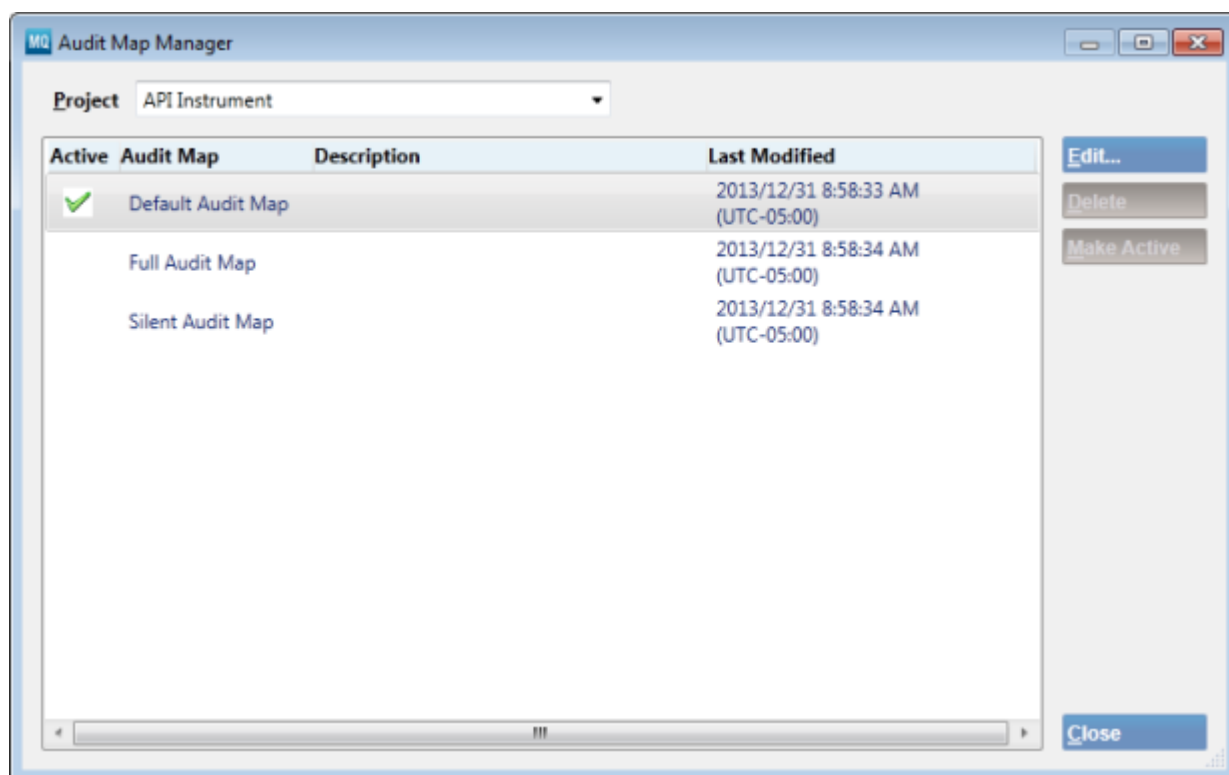 MQ Audit Map Manager
Project API Instrument
Active Audit Map Description Last Modified
Default Audit Map 2013/12/31 8:58:33 AM
(UTC-05:00)
Full Audit Map 2013/12/31 8:58:34 AM
(UTC-05:00)
Silent Audit Map 2013/12/31 8:58:34 AM
(UTC-05:00)
Edit...
Delete
Make Active
Close